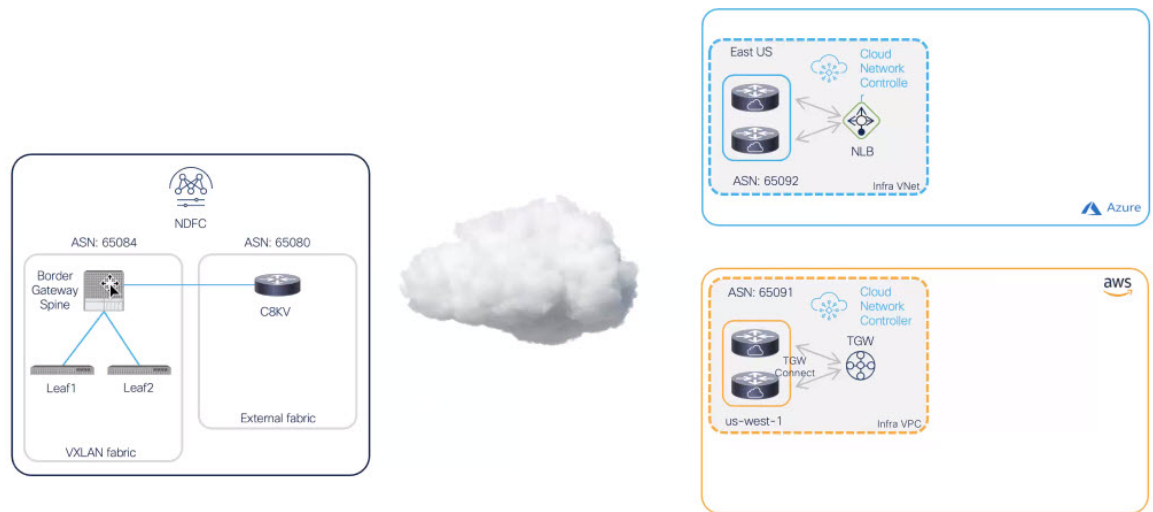 NDFC
ASN: 65084
ASN: 65080
Border
Gateway
Spine
C8KV
Leaf1
Leaf2
External fabric
VXLAN fabric
East US
Cloud
Network
Controlle
r
NLB
ASN: 65092
Infra VNet
Azure
aws
ASN: 65091
Cloud
Network
Controller
TGW
TGW
Connect
us-west-1
Infra VPC